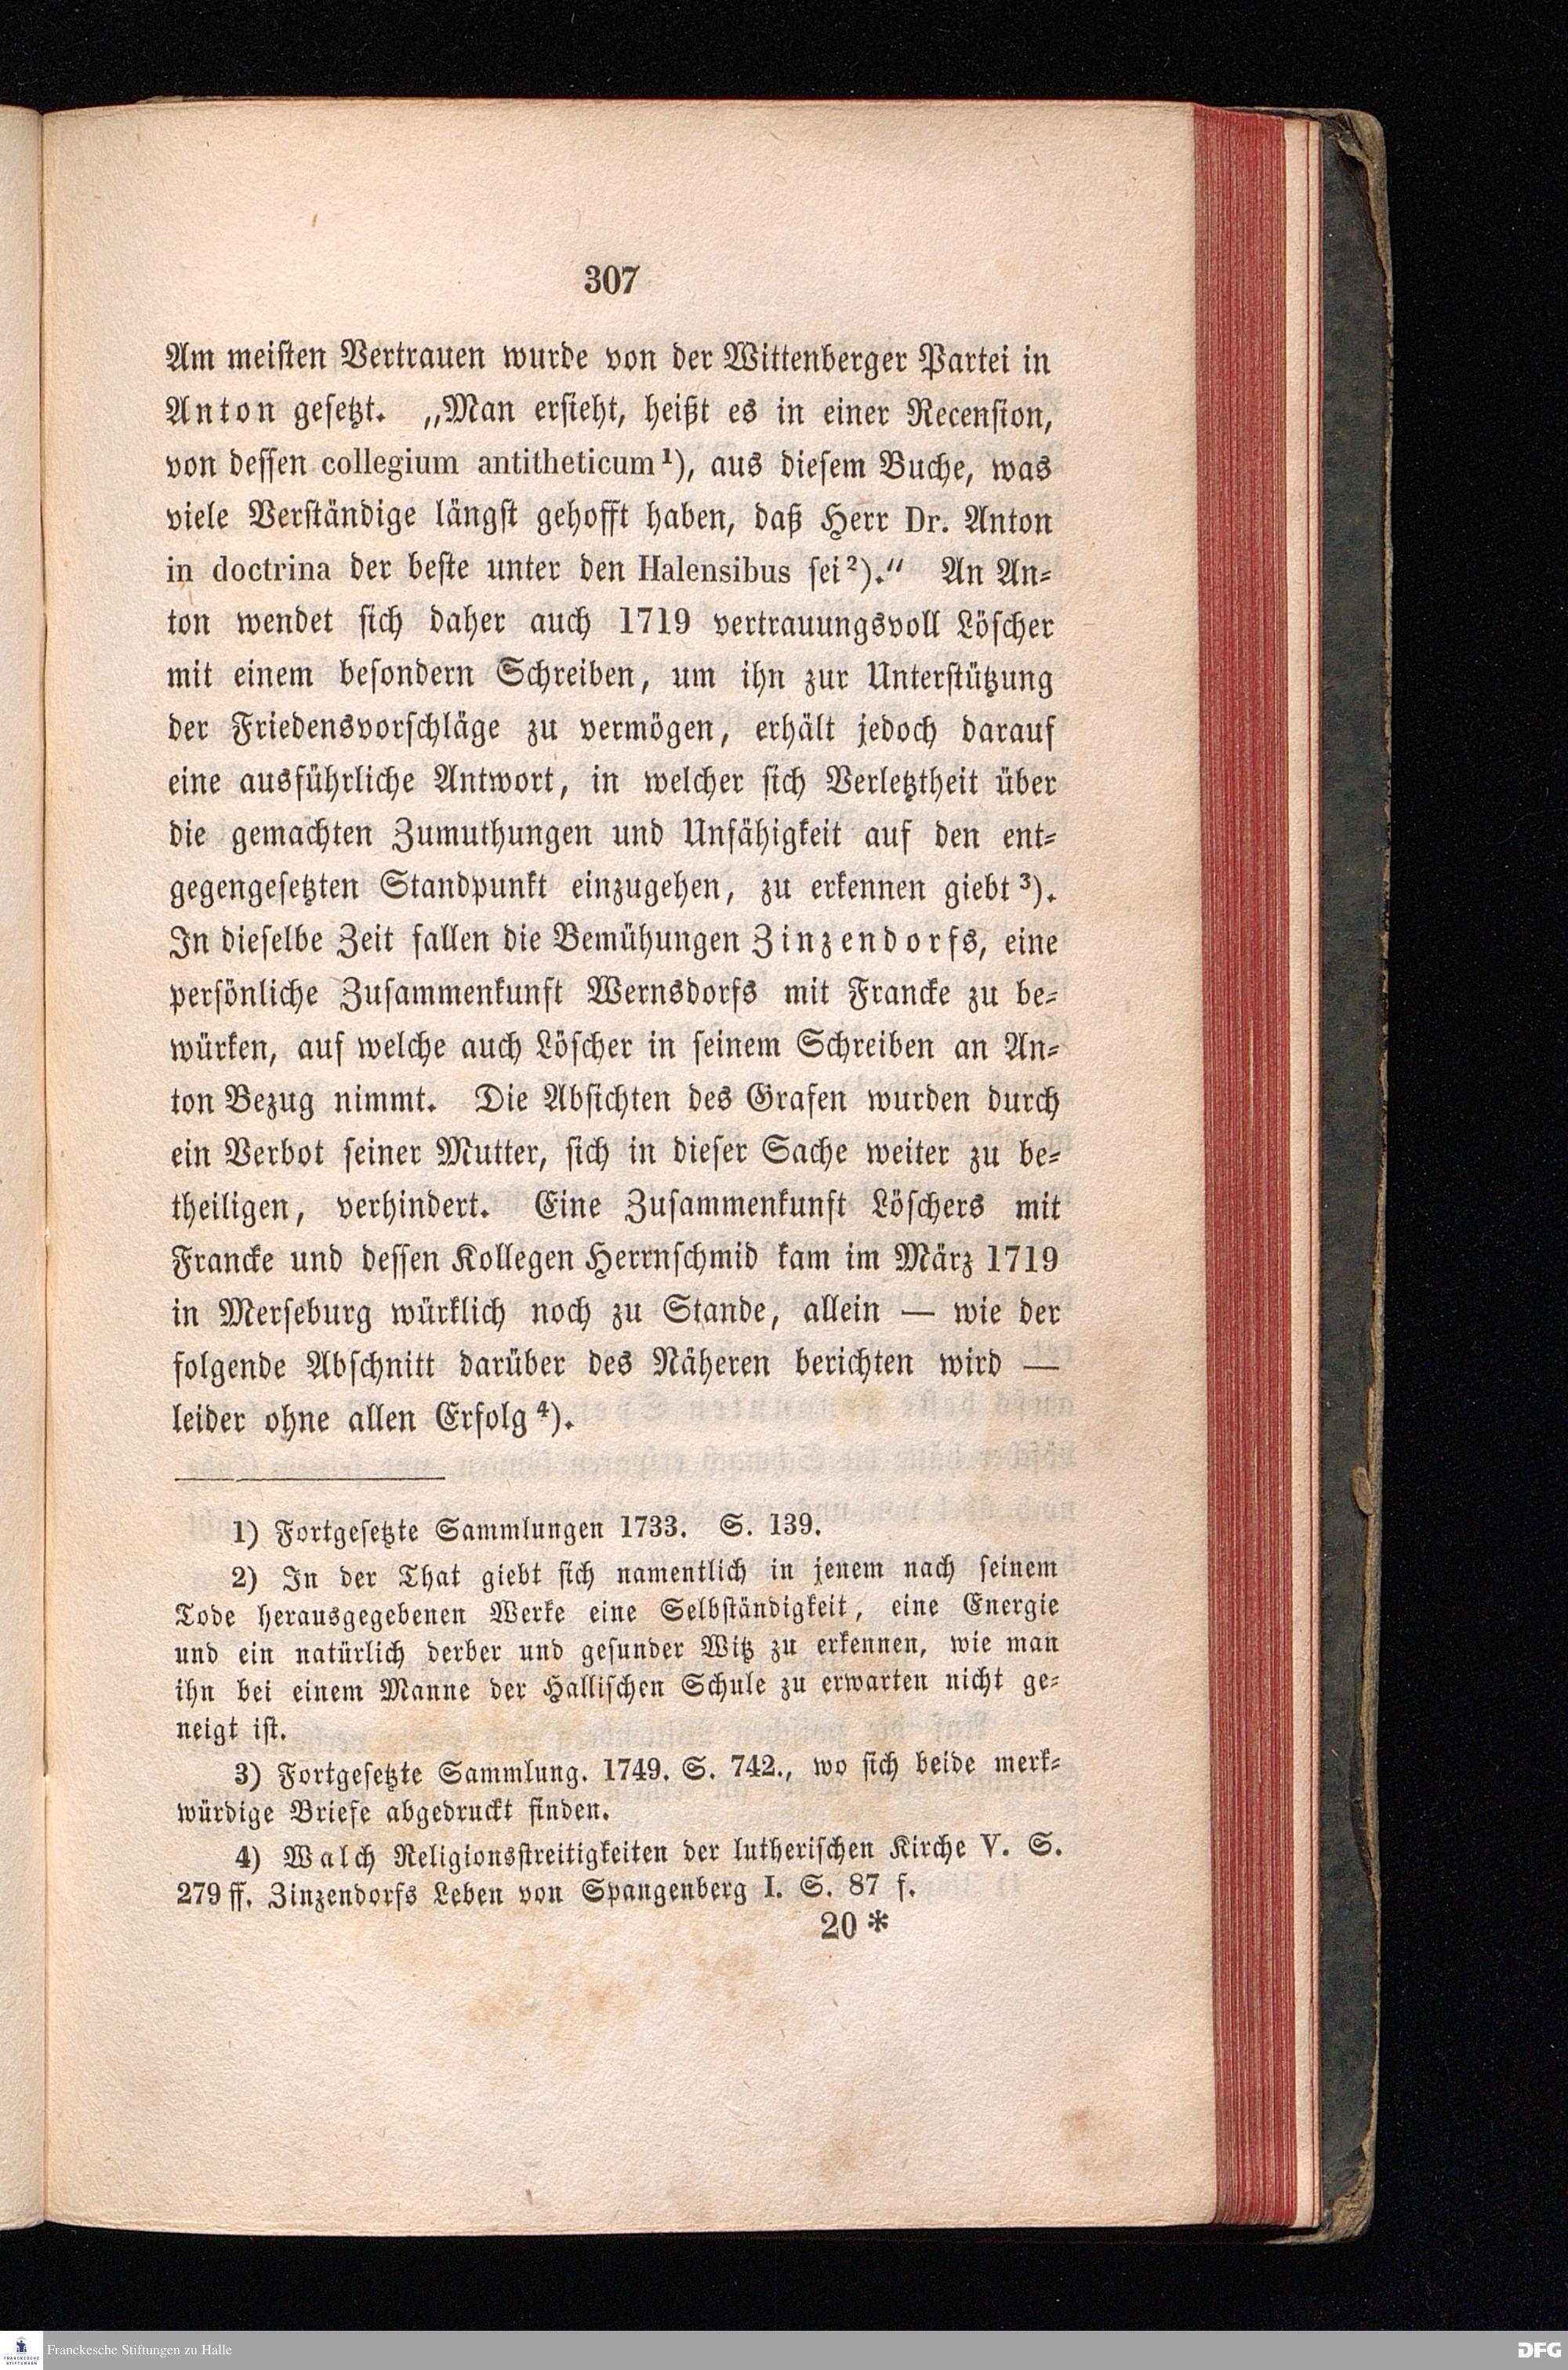 307
Am meisten Vertrauen wurde von der Wittenberger Partei in
Anton gesetzt. „Man ersieht, heißt es in einer Recension,
von dessen collegium antitheticum¹), aus diesem Buche, was
viele Verständige längst gehofft haben, daß Herr Dr. Anton
in doctrina der beste unter den Halensibus sei²).“ An An-
ton wendet sich daher auch 1719 vertrauungsvoll Löscher
mit einem besondern Schreiben, um ihn zur Unterstützung
der Friedensvorschläge zu vermögen, erhält jedoch darauf
eine ausführliche Antwort, in welcher sich Verletztheit über
die gemachten Zumuthungen und Unfähigkeit auf den ent-
gegengesetzten Standpunkt einzugehen, zu erkennen giebt³).
In dieselbe Zeit fallen die Bemühungen Zinzendorfs, eine
persönliche Zusammenkunft Wernsdorfs mit Francke zu be-
würken, auf welche auch Löscher in seinem Schreiben an An-
ton Bezug nimmt. Die Absichten des Grafen wurden durch
ein Verbot seiner Mutter, sich in dieser Sache weiter zu be-
theiligen, verhindert. Eine Zusammenkunft Löschers mit
Francke und dessen Kollegen Herrnschmid kam im März 1719
in Merseburg würklich noch zu Stande, allein — wie der
folgende Abschnitt darüber des Näheren berichten wird —
leider ohne allen Erfolg⁴).
1) Fortgesetzte Sammlungen 1733. S. 139.
2) In der That giebt sich namentlich in jenem nach seinem
Tode herausgegebenen Werke eine Selbständigkeit, eine Energie
und ein natürlich derber und gesunder Witz zu erkennen, wie man
ihn bei einem Manne der Hallischen Schule zu erwarten nicht ge-
neigt ist.
3) Fortgesetzte Sammlung. 1749. S. 742., wo sich beide merk-
würdige Briefe abgedruckt finden.
4) Walch Religionsstreitigkeiten der lutherischen Kirche V. S.
279 ff. Zinzendorfs Leben von Spangenberg I. S. 87 f.
20 *
FRANCKESCHE
STIFTUNGEN
Franckesche Stiftungen zu Halle
DFG